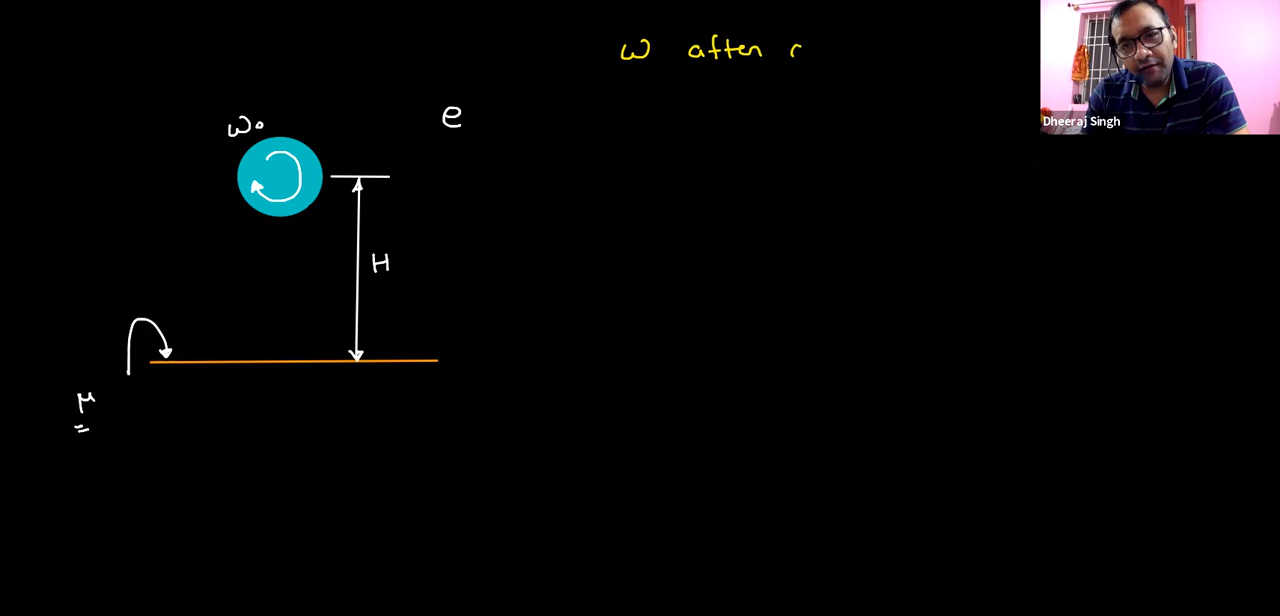 ω after c
Dheeraj Singh
ω₀
e
H
μ